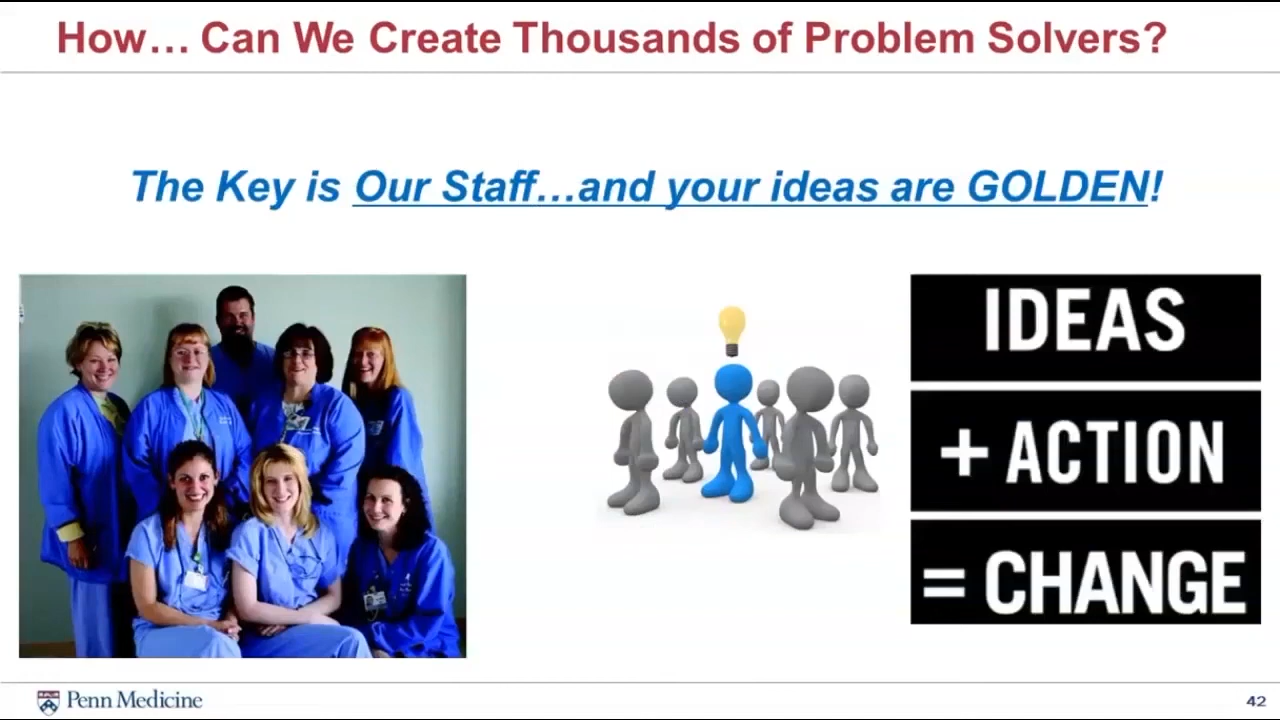 How… Can We Create Thousands of Problem Solvers?
The Key is Our Staff…and your ideas are GOLDEN!
IDEAS
+ ACTION
= CHANGE
Penn Medicine
42